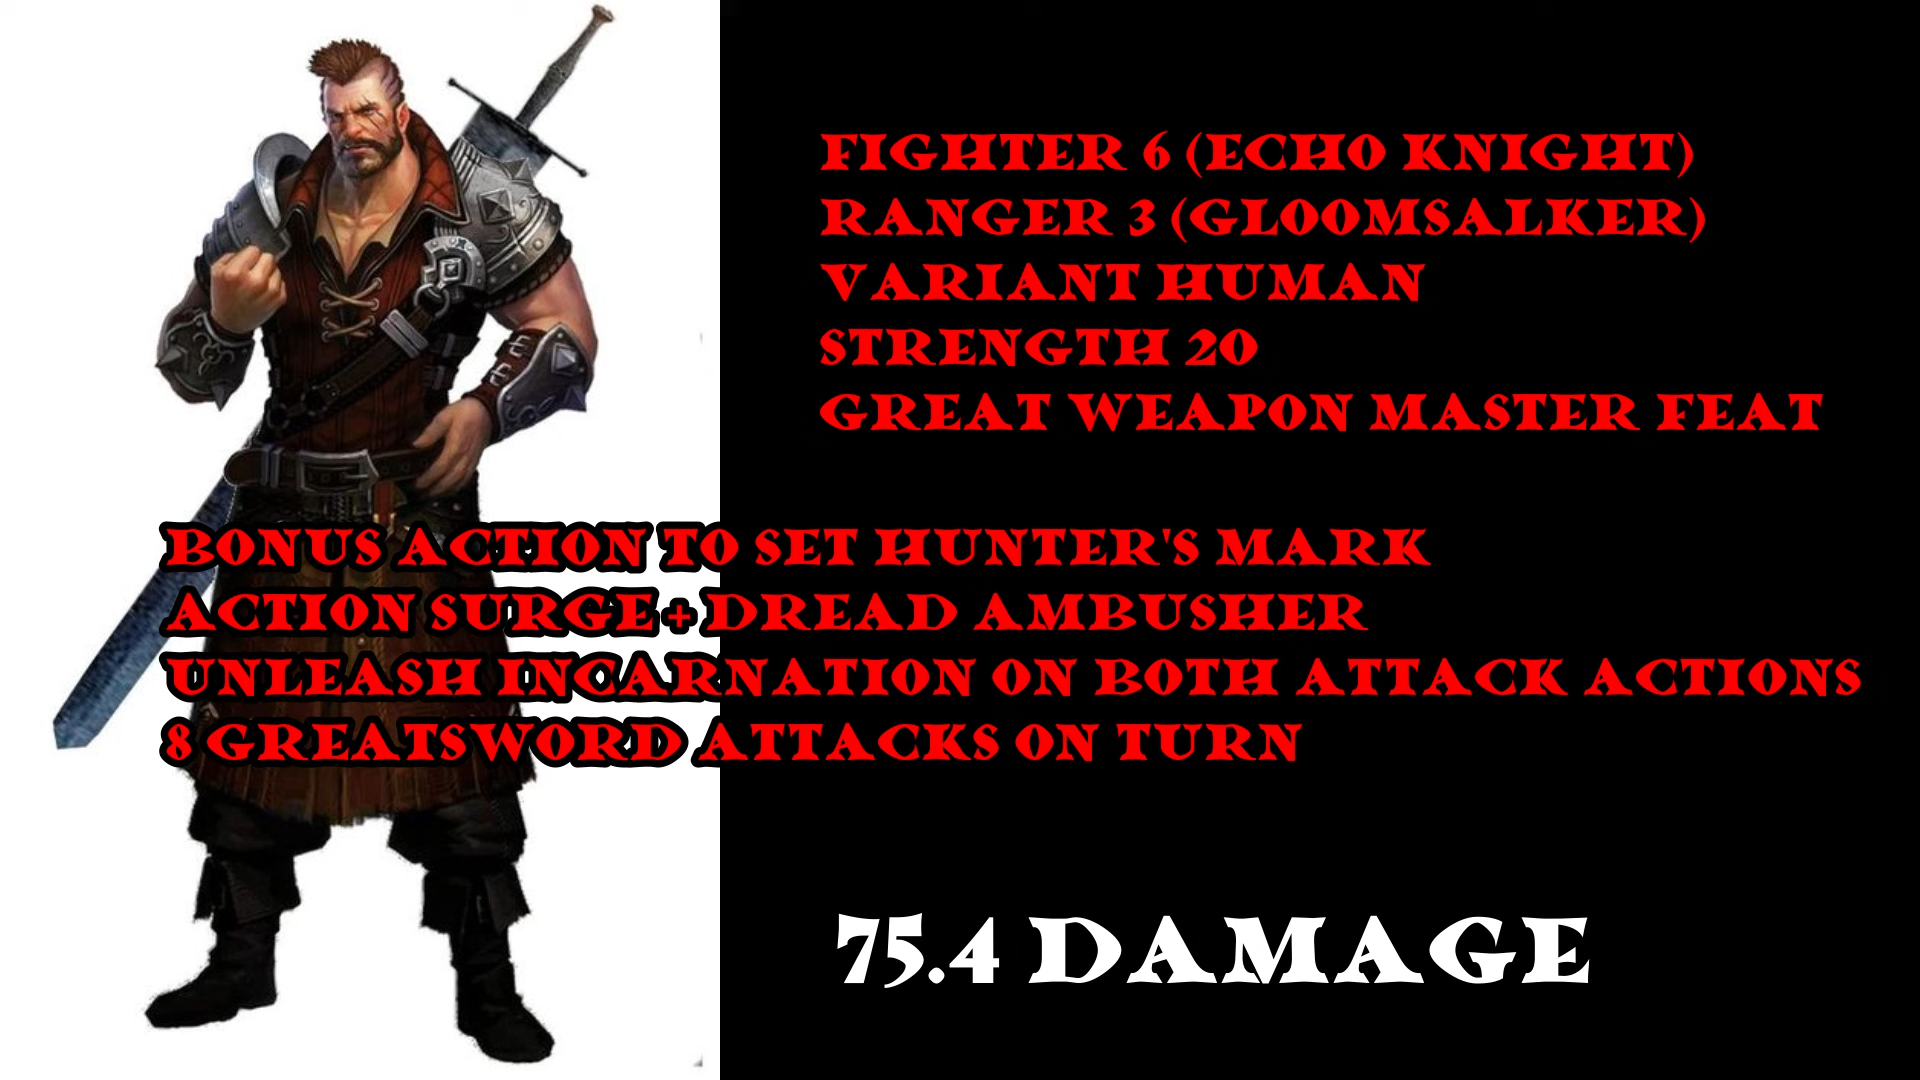 FIGHTER 6 (ECHO KNIGHT)
RANGER 3 (GLOOMSALKER)
VARIANT HUMAN
STRENGTH 20
GREAT WEAPON MASTER FEAT
BONUS ACTION TO SET HUNTER'S MARK
ACTION SURGE + DREAD AMBUSHER
UNLEASH INCARNATION ON BOTH ATTACK ACTIONS
8 GREATSWORD ATTACKS ON TURN
75.4 DAMAGE